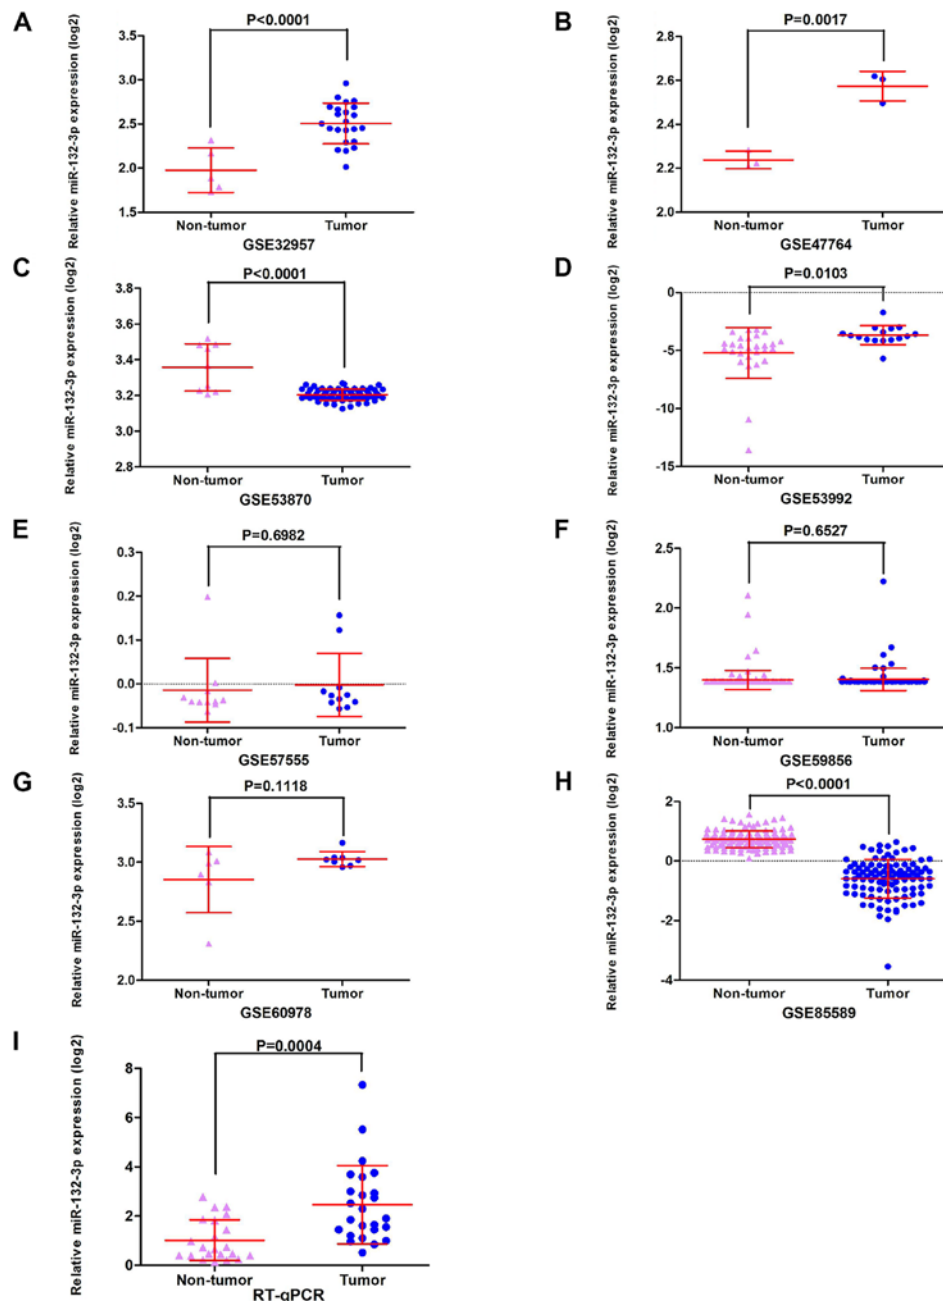 A
Relative miR-132-3p expression (log2)
P<0.0001
3.5
3.0
2.5
2.0
1.5
Non-tumor
Tumor
GSE32957
B
Relative miR-132-3p expression (log2)
P=0.0017
2.8
2.6
2.4
2.2
2.0
Non-tumor
Tumor
GSE47764
C
Relative miR-132-3p expression (log2)
P<0.0001
3.8
3.6
3.4
3.2
3.0
2.8
Non-tumor
Tumor
GSE53870
D
Relative miR-132-3p expression (log2)
P=0.0103
0
-5
-10
-15
Non-tumor
Tumor
GSE53992
E
Relative miR-132-3p expression (log2)
P=0.6982
0.3
0.2
0.1
0.0
-0.1
Non-tumor
Tumor
GSE57555
F
Relative miR-132-3p expression (log2)
P=0.6527
2.5
2.0
1.5
1.0
Non-tumor
Tumor
GSE59856
G
Relative miR-132-3p expression (log2)
P=0.1118
3.5
3.0
2.5
2.0
Non-tumor
Tumor
GSE60978
H
Relative miR-132-3p expression (log2)
P<0.0001
2
0
-2
-4
Non-tumor
Tumor
GSE85589
I
Relative miR-132-3p expression (log2)
P=0.0004
8
6
4
2
0
Non-tumor
Tumor
RT-qPCR